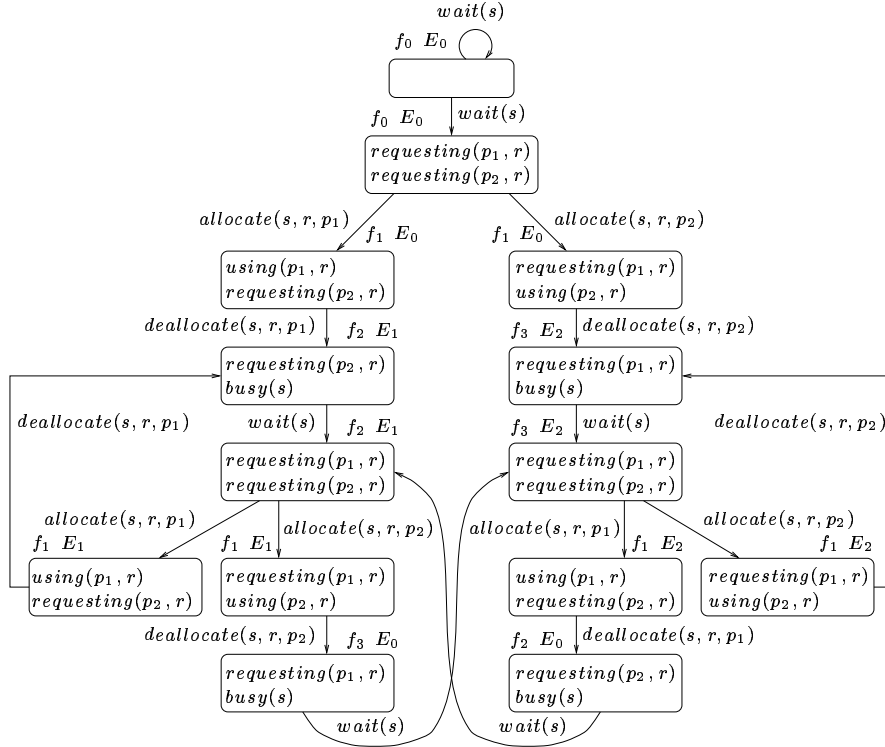 wait(s)
f₀ E₀
wait(s)
f₀ E₀
requesting(p₁, r)
requesting(p₂, r)
allocate(s, r, p₁)
allocate(s, r, p₂)
f₁ E₀
f₁ E₀
using(p₁, r)
requesting(p₂, r)
requesting(p₁, r)
using(p₂, r)
deallocate(s, r, p₁)
f₂ E₁
f₃ E₂
deallocate(s, r, p₂)
requesting(p₂, r)
busy(s)
requesting(p₁, r)
busy(s)
deallocate(s, r, p₁)
wait(s)
f₂ E₁
f₃ E₂
wait(s)
deallocate(s, r, p₂)
requesting(p₁, r)
requesting(p₂, r)
requesting(p₁, r)
requesting(p₂, r)
allocate(s, r, p₁)
allocate(s, r, p₂)
allocate(s, r, p₁)
allocate(s, r, p₂)
f₁ E₁
f₁ E₁
f₁ E₂
f₁ E₂
using(p₁, r)
requesting(p₂, r)
requesting(p₁, r)
using(p₂, r)
using(p₁, r)
requesting(p₂, r)
requesting(p₁, r)
using(p₂, r)
deallocate(s, r, p₂)
f₃ E₀
f₂ E₀
deallocate(s, r, p₁)
requesting(p₁, r)
busy(s)
requesting(p₂, r)
busy(s)
wait(s)
wait(s)